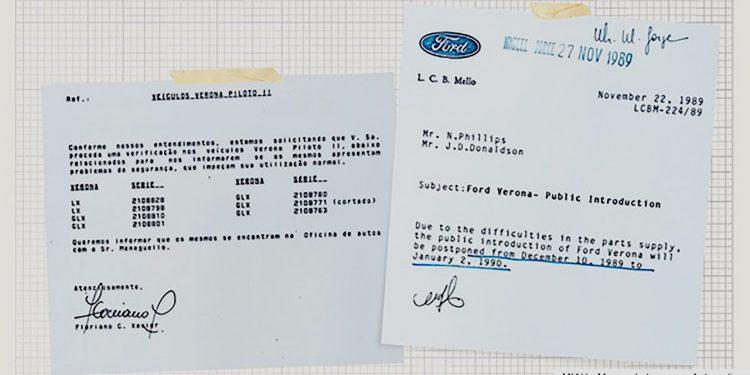 Ref.: VEÍCULOS VERONA PILOTO II
Conforme nossos entendimentos, estamos solicitando que V. Sa.
proceda uma verificação nos veículos Verona Piloto II, abaixo
relacionados para nos informarem se os mesmos apresentam
problemas de segurança, que impeçam sua utilização normal.
VERONA SÉRIE VERONA SÉRIE
LX 2108628 GLX 2108760
LX 2108798 GLX 2108771 (cortado)
GLX 2108810 GLX 2108763
GLX 2108801
Queremos informar que os mesmos se encontram na Oficina de autos
com o Sr. Meneguello.
Atenciosamente,
Floriano C. Xavier
Ford
27 NOV 1989
L. C. B. Mello
November 22, 1989
LCBM-224/89
Mr. N.Phillips
Mr. J.D.Donaldson
Subject:Ford Verona- Public Introduction
Due to the difficulties in the parts supply,
the public introduction of Ford Verona will
be postponed from December 10, 1989 to
January 2, 1990.